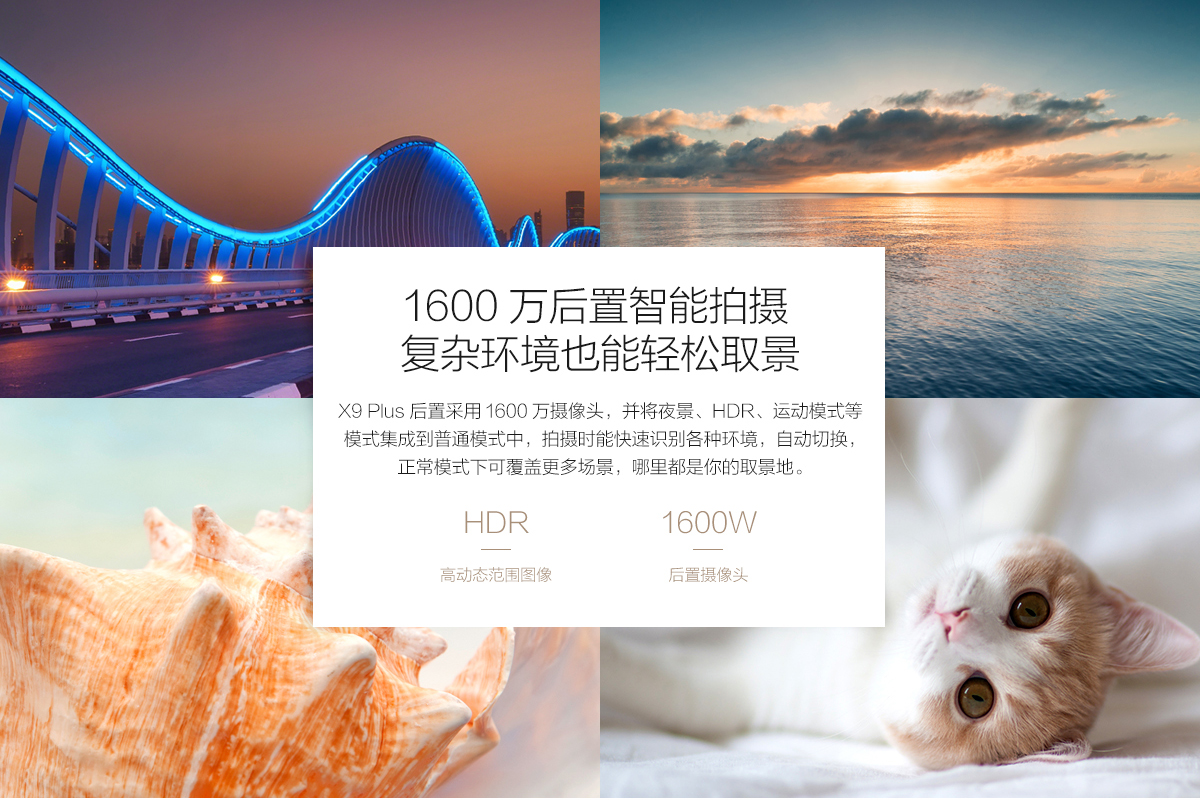 1600 万后置智能拍摄
复杂环境也能轻松取景
X9 Plus 后置采用 1600 万摄像头，并将夜景、HDR、运动模式等
模式集成到普通模式中，拍摄时能快速识别各种环境，自动切换，
正常模式下可覆盖更多场景，哪里都是你的取景地。
HDR
1600W
高动态范围图像
后置摄像头